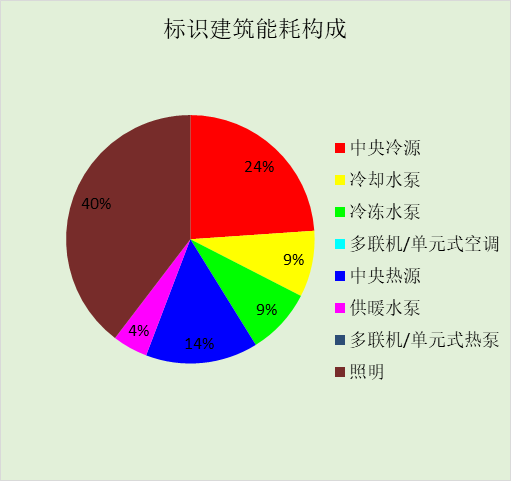 标识建筑能耗构成
24%
9%
9%
14%
4%
40%
中央冷源
冷却水泵
冷冻水泵
多联机/单元式空调
中央热源
供暖水泵
多联机/单元式热泵
照明